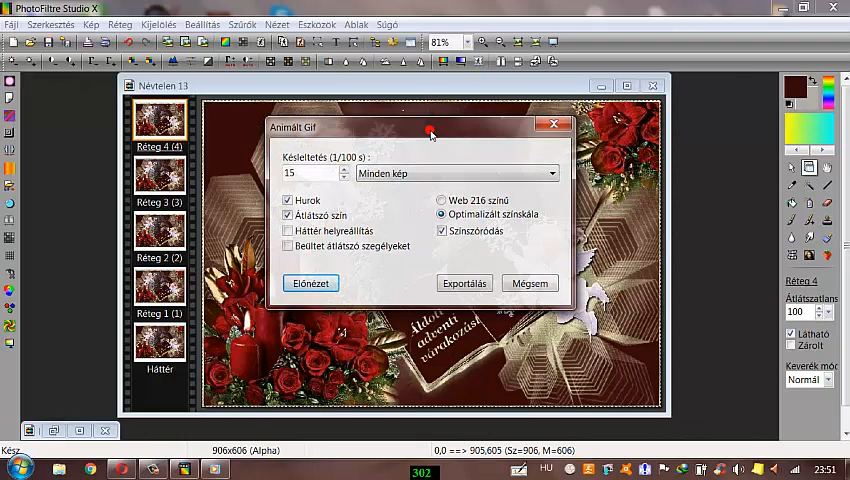 PhotoFiltre Studio X
Fájl Szerkesztés Kép Réteg Kijelölés Beállítás Szűrők Nézet Eszközök Ablak Súgó
81%
Névtelen 13
Réteg 4 (4)
Réteg 3 (3)
Réteg 2 (2)
Réteg 1 (1)
Háttér
Animált Gif
Késleltetés (1/100 s) :
15 Minden kép
Hurok
Átlátszó szín
Háttér helyreállítás
Beültet átlátszó szegélyeket
Web 216 színű
Optimalizált színskála
Színszóródás
Előnézet Exportálás Mégsem
Áldott
adventi
várakozást
Réteg 4
Átlátszatlans
100
Látható
Zárolt
Keverék móc
Normál
Kész 906x606 (Alpha) 0,0 ==> 905,605 (Sz=906, M=606)
302
HU
23:51